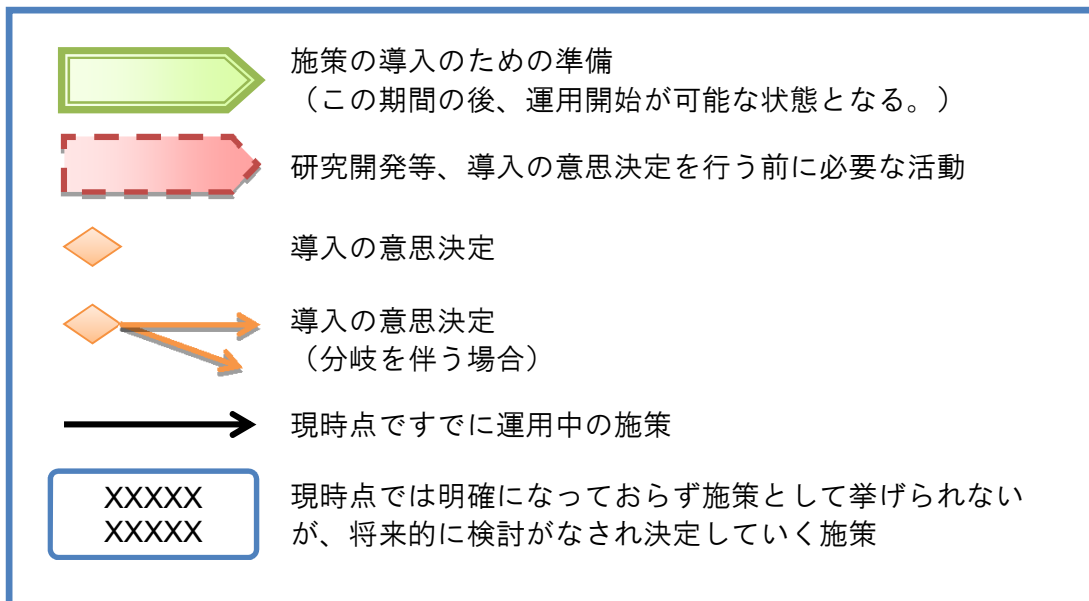 施策の導入のための準備
（この期間の後、運用開始が可能な状態となる。）
研究開発等、導入の意思決定を行う前に必要な活動
導入の意思決定
導入の意思決定
（分岐を伴う場合）
現時点ですでに運用中の施策
XXXXX
XXXXX
現時点では明確になっておらず施策として挙げられない
が、将来的に検討がなされ決定していく施策